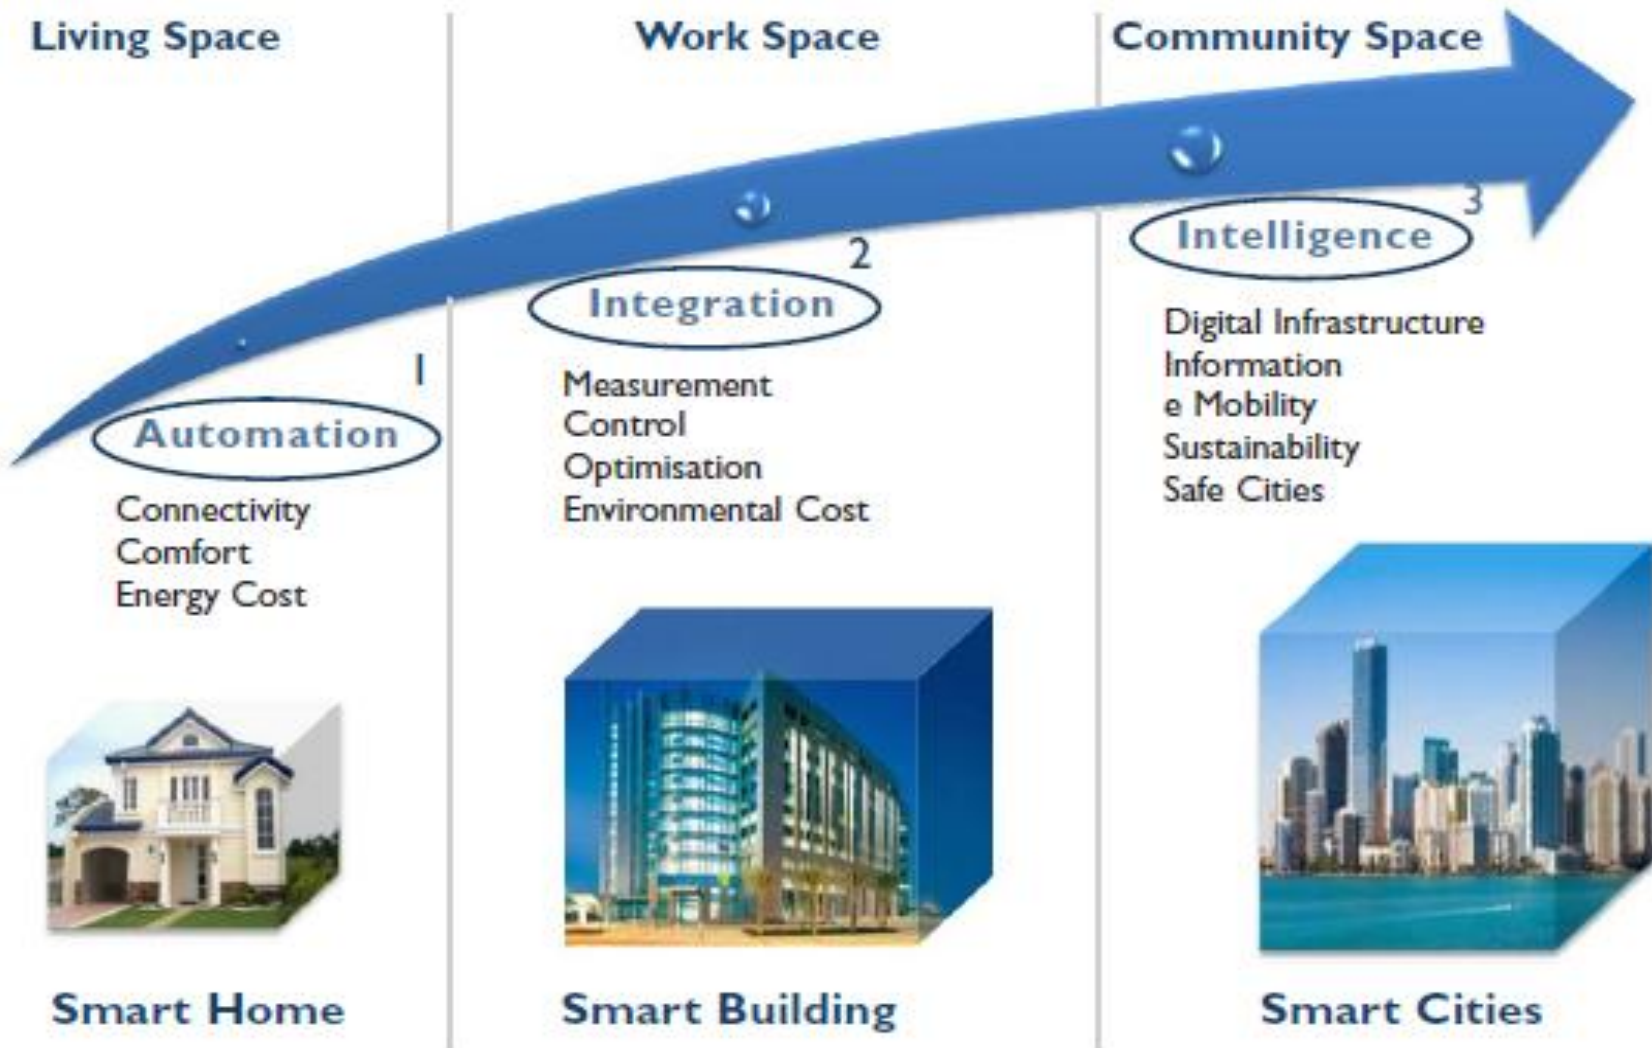 Living Space
Work Space
Community Space
1
Automation
Connectivity
Comfort
Energy Cost
2
Integration
Measurement
Control
Optimisation
Environmental Cost
3
Intelligence
Digital Infrastructure
Information
e Mobility
Sustainability
Safe Cities
Smart Home
Smart Building
Smart Cities